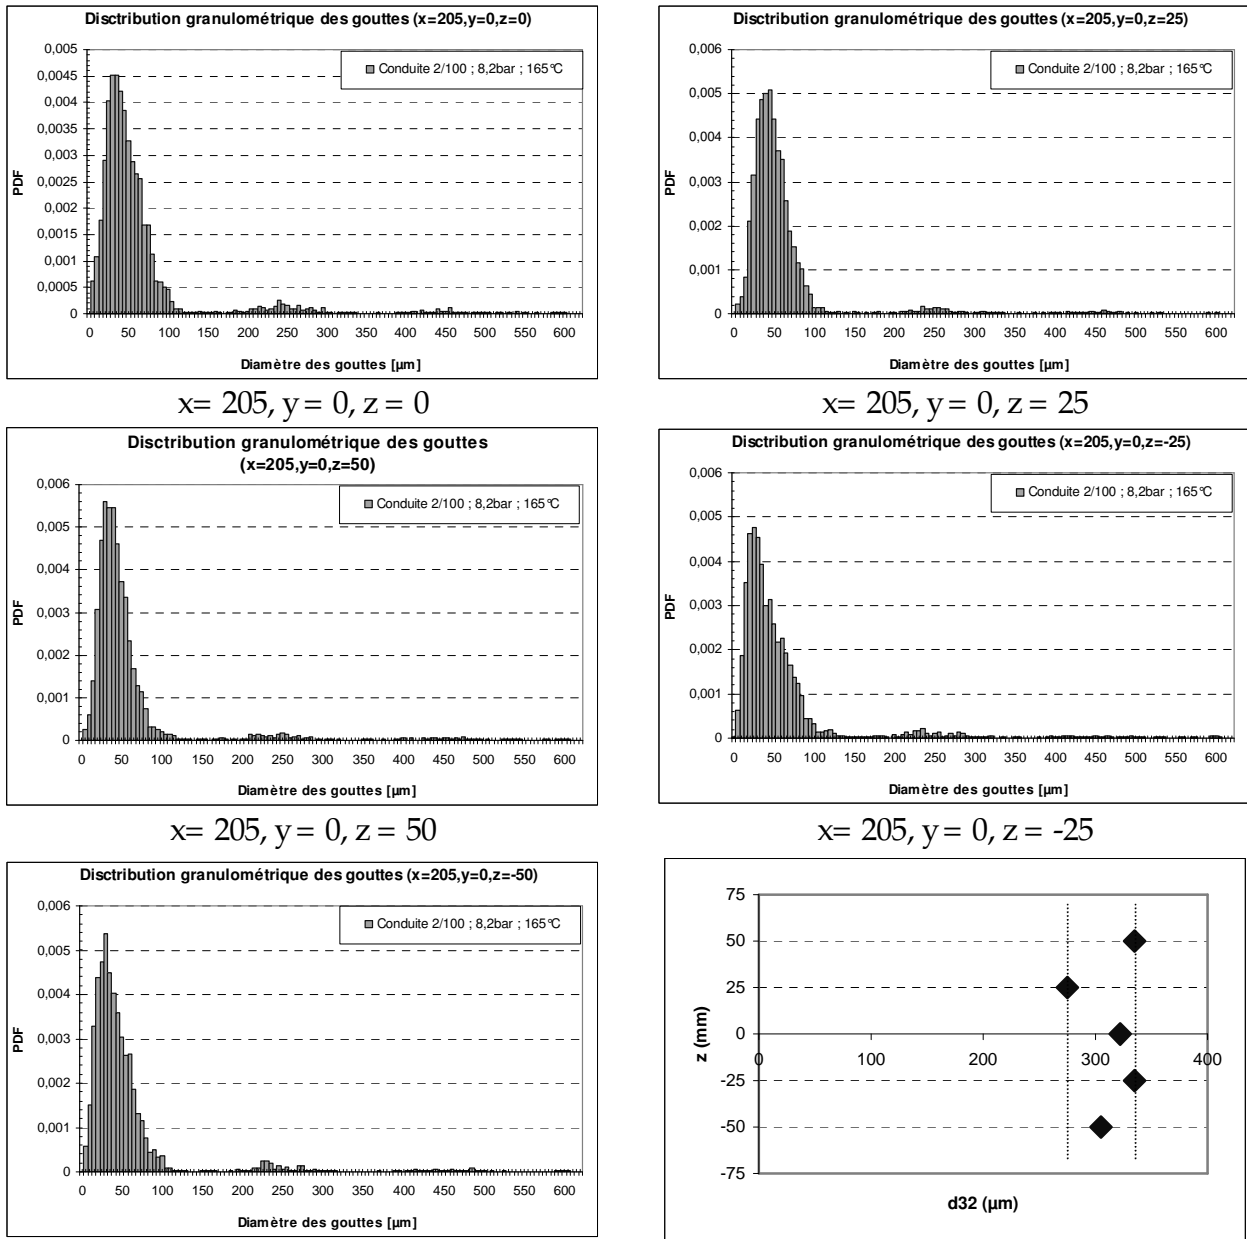 Disctribution granulométrique des gouttes (x=205,y=0,z=0)
Conduite 2/100 ; 8,2bar ; 165°C
0,005
0,0045
0,004
0,0035
0,003
0,0025
0,002
0,0015
0,001
0,0005
0
PDF
0 50 100 150 200 250 300 350 400 450 500 550 600
Diamètre des gouttes [µm]
x= 205, y = 0, z = 0
Disctribution granulométrique des gouttes (x=205,y=0,z=25)
Conduite 2/100 ; 8,2bar ; 165°C
0,006
0,005
0,004
0,003
0,002
0,001
0
PDF
0 50 100 150 200 250 300 350 400 450 500 550 600
Diamètre des gouttes [µm]
x= 205, y = 0, z = 25
Disctribution granulométrique des gouttes
(x=205,y=0,z=50)
Conduite 2/100 ; 8,2bar ; 165°C
0,006
0,005
0,004
0,003
0,002
0,001
0
PDF
0 50 100 150 200 250 300 350 400 450 500 550 600
Diamètre des gouttes [µm]
x= 205, y = 0, z = 50
Disctribution granulométrique des gouttes (x=205,y=0,z=-25)
Conduite 2/100 ; 8,2bar ; 165°C
0,006
0,005
0,004
0,003
0,002
0,001
0
PDF
0 50 100 150 200 250 300 350 400 450 500 550 600
Diamètre des gouttes [µm]
x= 205, y = 0, z = -25
Disctribution granulométrique des gouttes (x=205,y=0,z=-50)
Conduite 2/100 ; 8,2bar ; 165°C
0,006
0,005
0,004
0,003
0,002
0,001
0
PDF
0 50 100 150 200 250 300 350 400 450 500 550 600
Diamètre des gouttes [µm]
75
50
25
0
-25
-50
-75
z (mm)
0 100 200 300 400
d32 (µm)